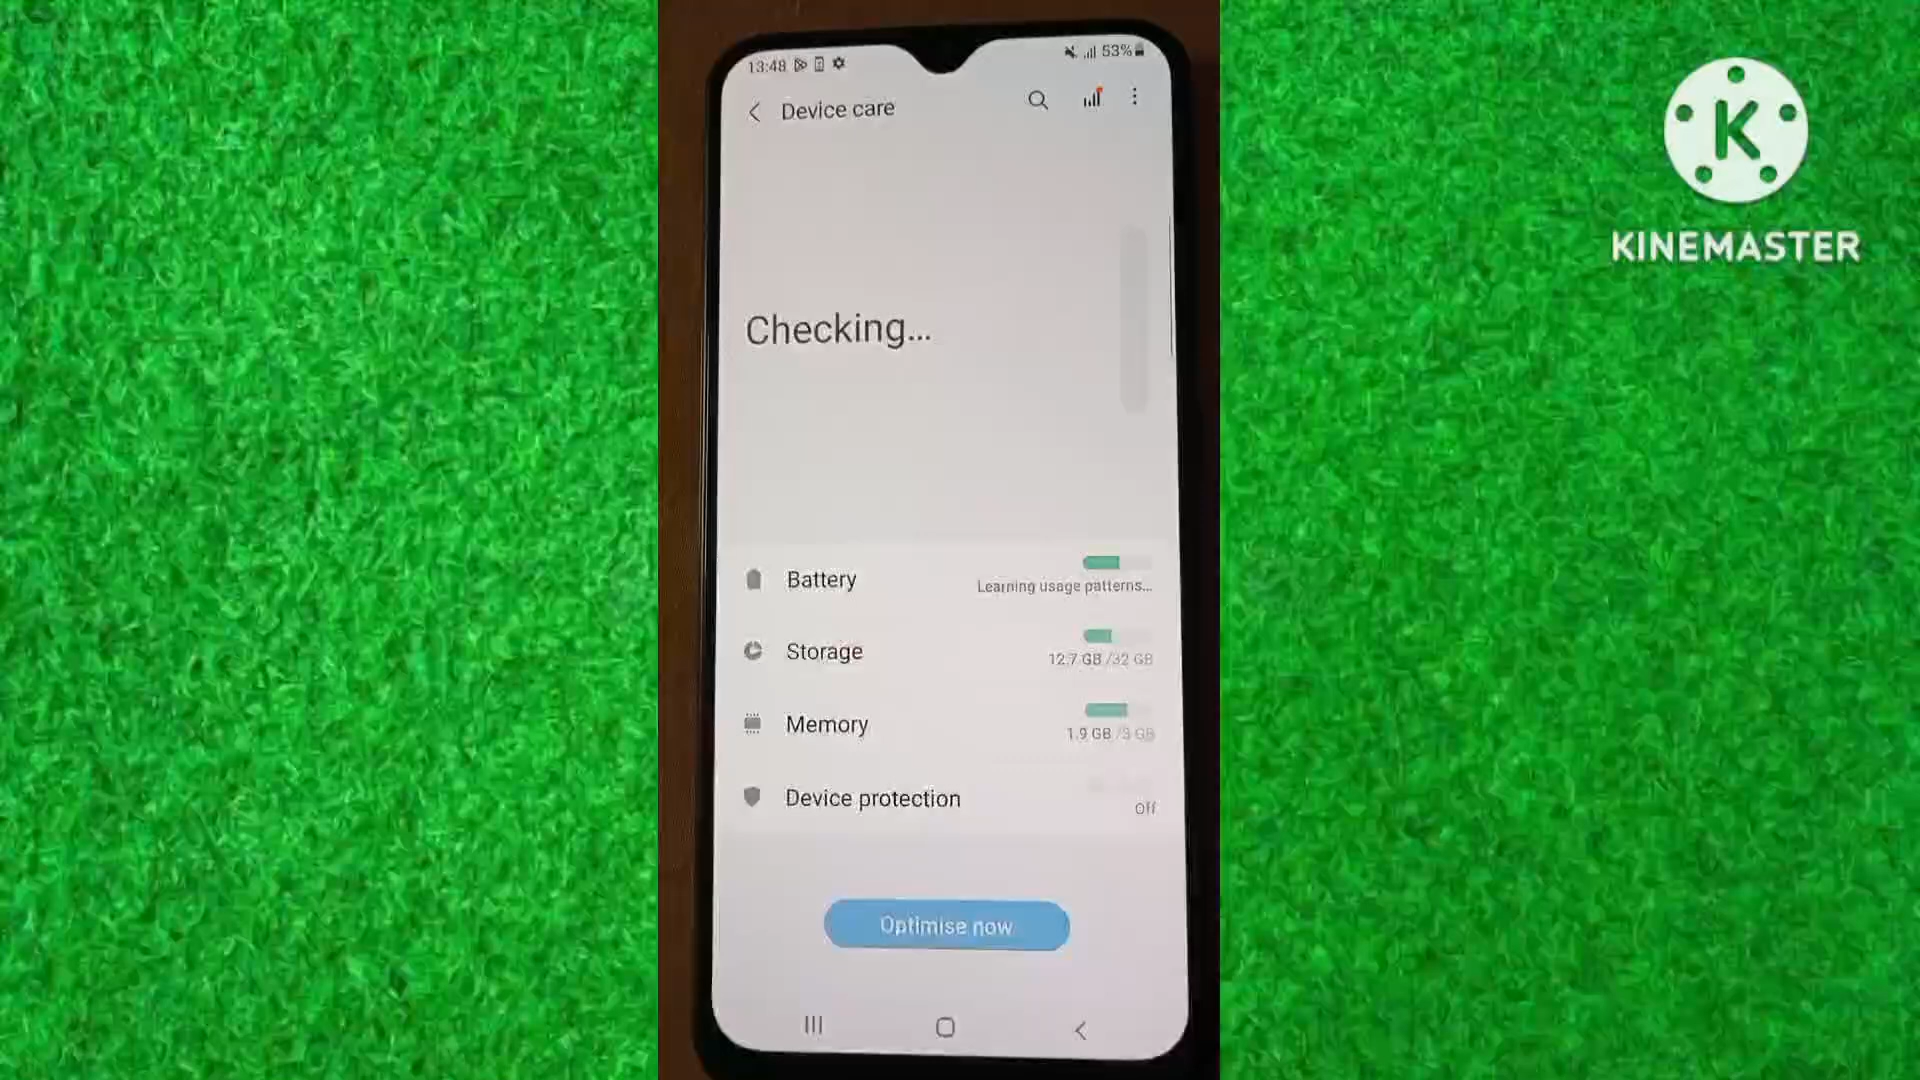 13:48
53%
Device care
K
KINEMASTER
Checking...
Battery
Learning usage patterns...
Storage
12.7 GB /32 GB
Memory
1.9 GB /3 GB
Device protection
Off
Optimise now